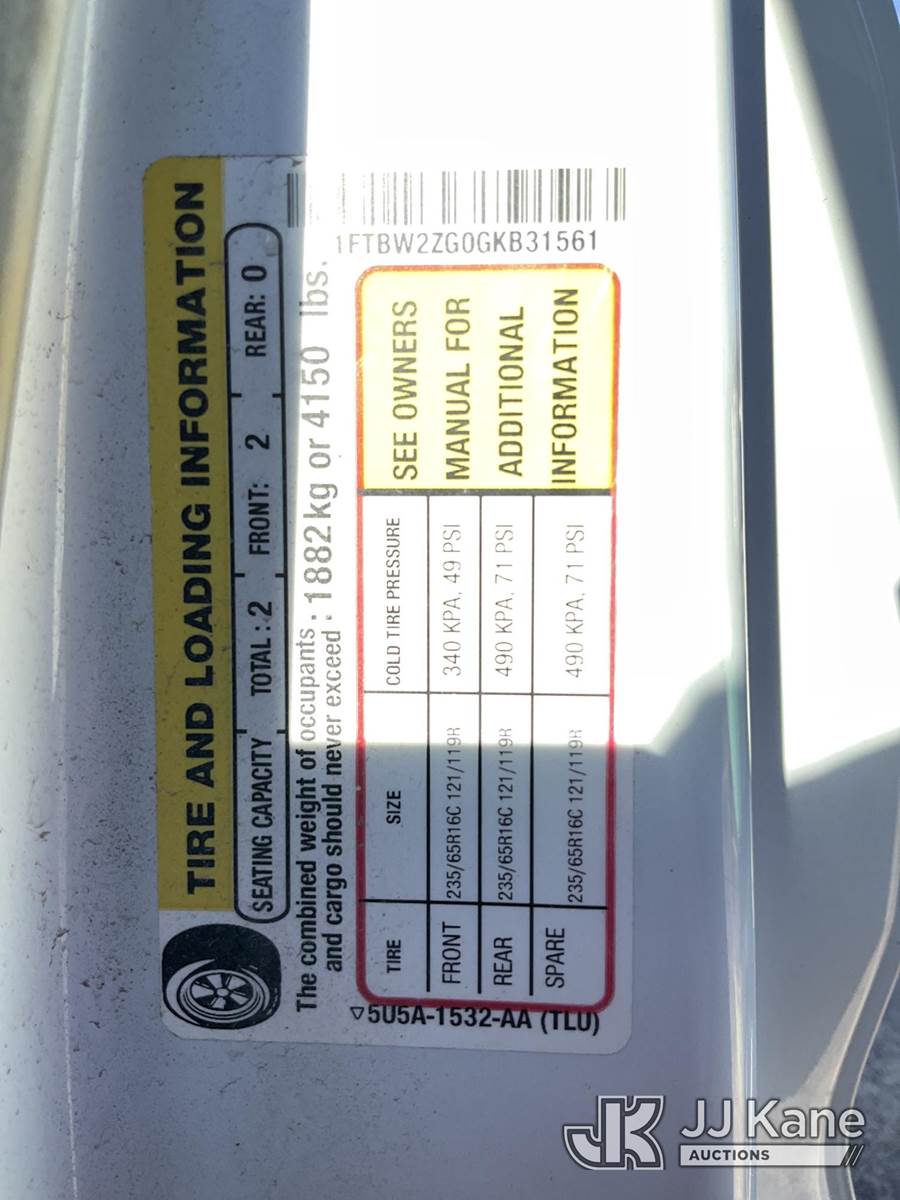 TIRE AND LOADING INFORMATION
SEATING CAPACITY TOTAL : 2 FRONT: 2 REAR: 0
The combined weight of occupants
and cargo should never exceed : 1882kg or 4150 lbs.
1FTBW2ZG0GKB31561
TIRE SIZE COLD TIRE PRESSURE SEE OWNERS
FRONT 235/65R16C 121/119R 340 KPA, 49 PSI MANUAL FOR
REAR 235/65R16C 121/119R 490 KPA, 71 PSI ADDITIONAL
SPARE 235/65R16C 121/119R 490 KPA, 71 PSI INFORMATION
5U5A-1532-AA (TLU)
JK JJ Kane
AUCTIONS